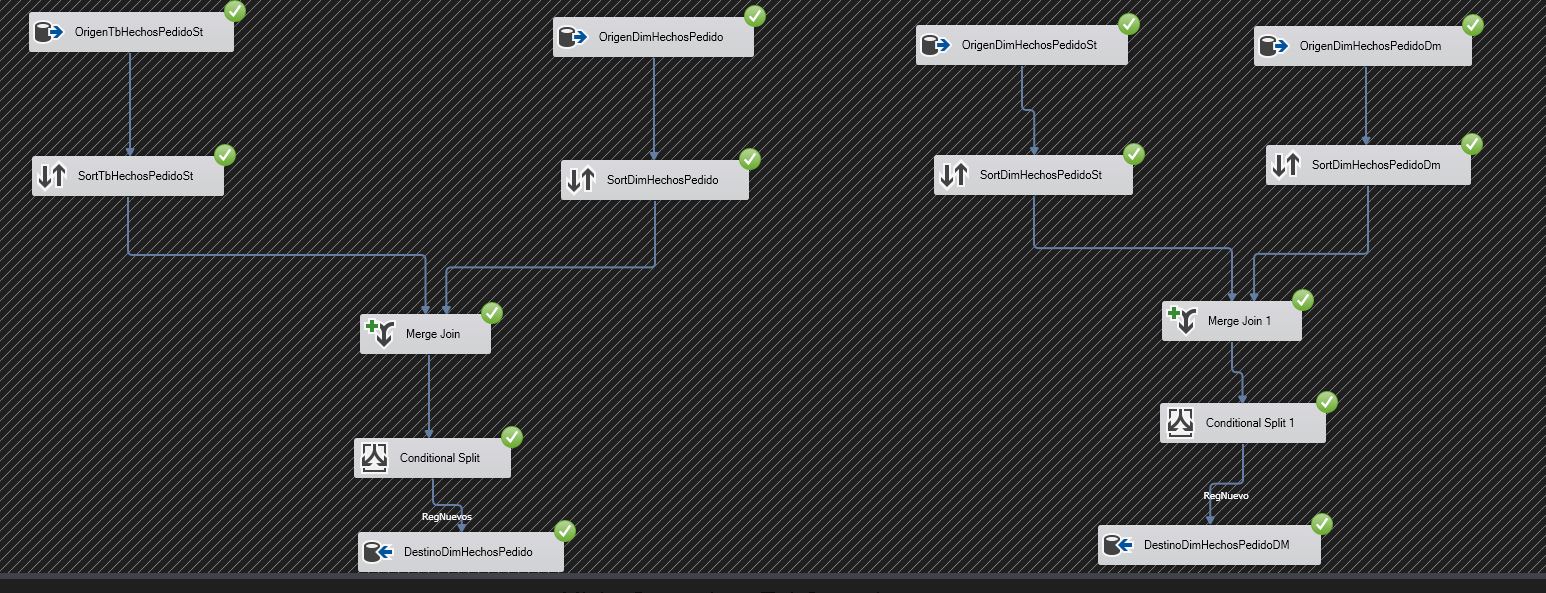 OrigenTbHechosPedidoSt
OrigenDimHechosPedido
OrigenDimHechosPedidoSt
OrigenDimHechosPedidoDm
SortTbHechosPedidoSt
SortDimHechosPedido
SortDimHechosPedidoSt
SortDimHechosPedidoDm
Merge Join
Merge Join 1
Conditional Split
Conditional Split 1
RegNuevos
RegNuevo
DestinoDimHechosPedido
DestinoDimHechosPedidoDM